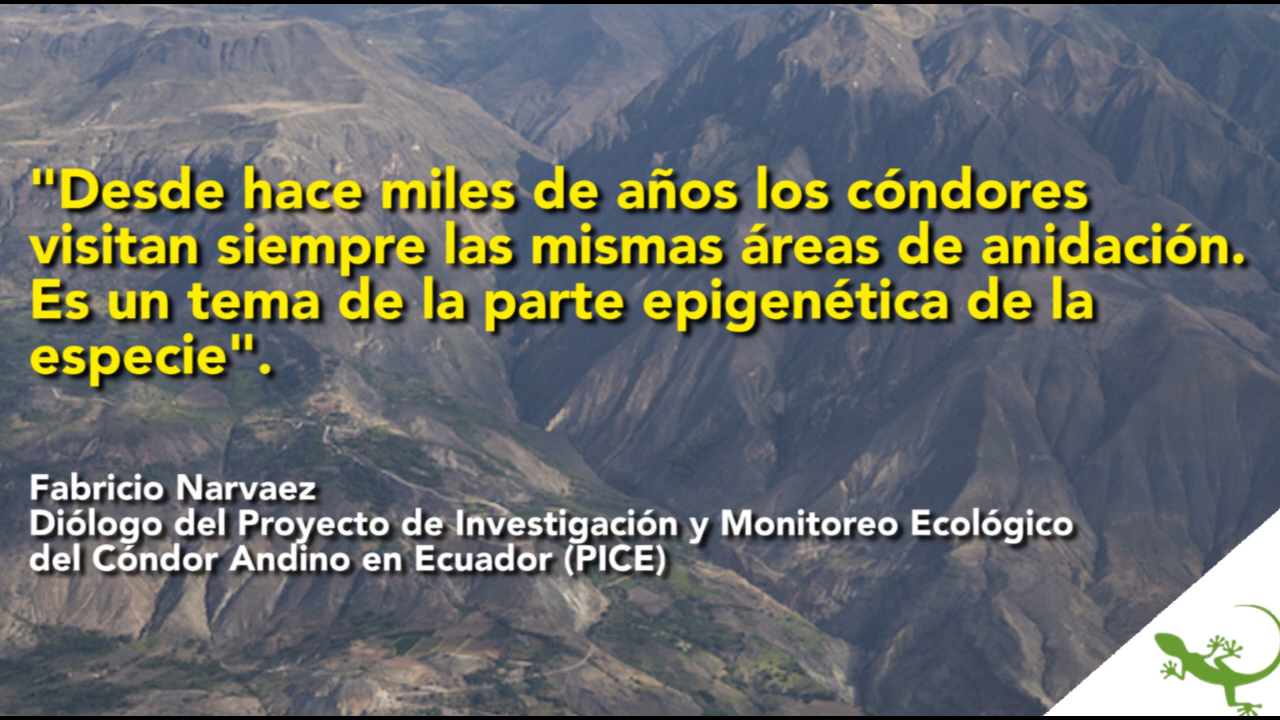 "Desde hace miles de años los cóndores
visitan siempre las mismas áreas de anidación.
Es un tema de la parte epigenética de la
especie".
Fabricio Narvaez
Diólogo del Proyecto de Investigación y Monitoreo Ecológico
del Cóndor Andino en Ecuador (PICE)